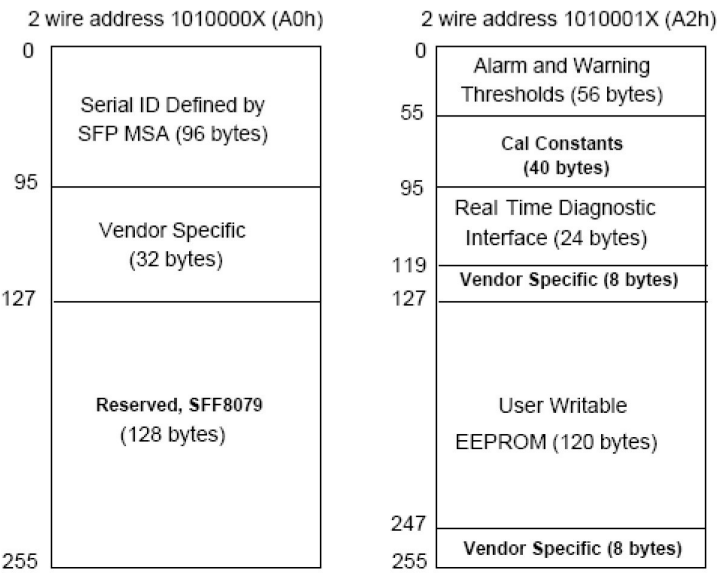 2 wire address 1010000X (A0h)
0
Serial ID Defined by
SFP MSA (96 bytes)
95
Vendor Specific
(32 bytes)
127
Reserved, SFF8079
(128 bytes)
255
2 wire address 1010001X (A2h)
0
Alarm and Warning
Thresholds (56 bytes)
55
Cal Constants
(40 bytes)
95
Real Time Diagnostic
Interface (24 bytes)
119
Vendor Specific (8 bytes)
127
User Writable
EEPROM (120 bytes)
247
Vendor Specific (8 bytes)
255